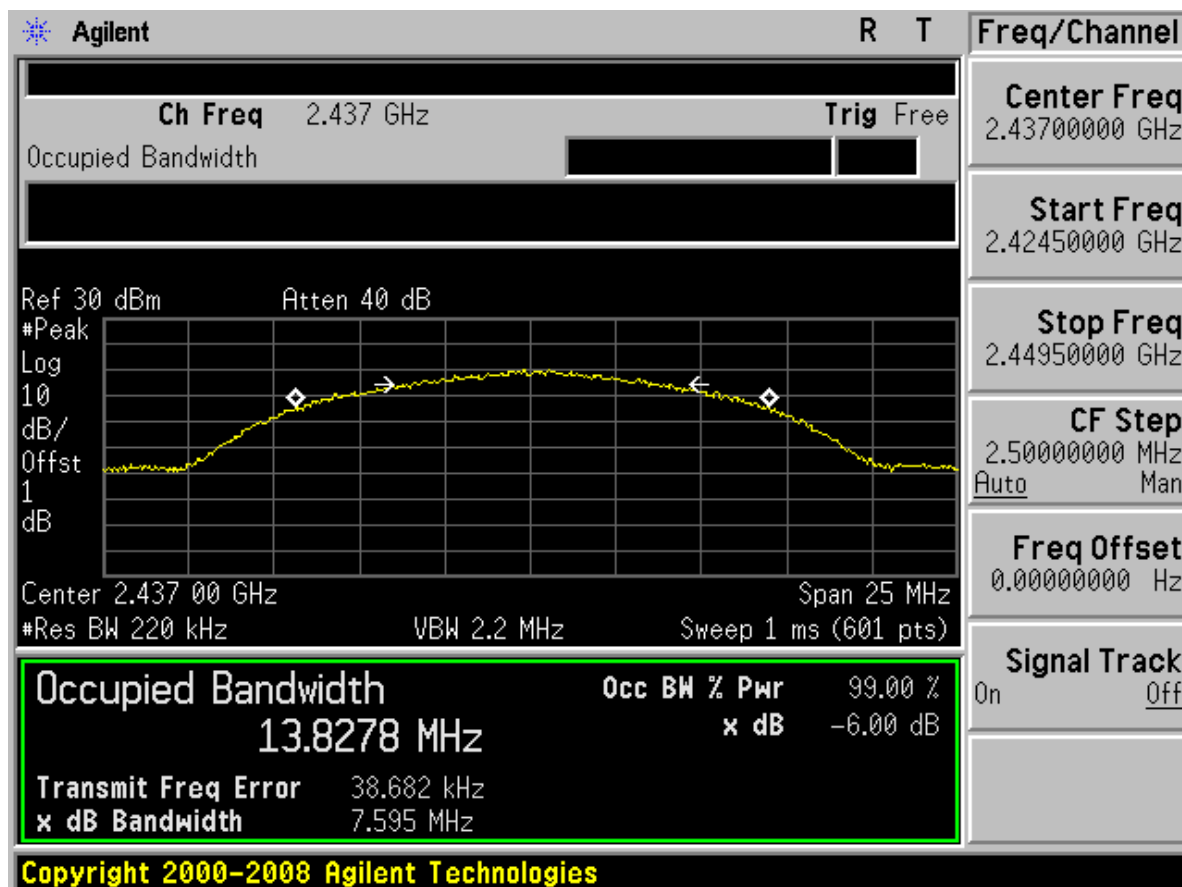 Agilent R T
Ch Freq 2.437 GHz Trig Free
Occupied Bandwidth
Ref 30 dBm Atten 40 dB
#Peak
Log
10
dB/
Offst
1
dB
Center 2.437 00 GHz Span 25 MHz
#Res BW 220 kHz VBW 2.2 MHz Sweep 1 ms (601 pts)
Occupied Bandwidth
13.8278 MHz
Occ BW % Pwr 99.00 %
x dB -6.00 dB
Transmit Freq Error 38.682 kHz
x dB Bandwidth 7.595 MHz
Freq/Channel
Center Freq
2.43700000 GHz
Start Freq
2.42450000 GHz
Stop Freq
2.44950000 GHz
CF Step
2.50000000 MHz
Auto Man
Freq Offset
0.00000000 Hz
Signal Track
On Off
Copyright 2000-2008 Agilent Technologies